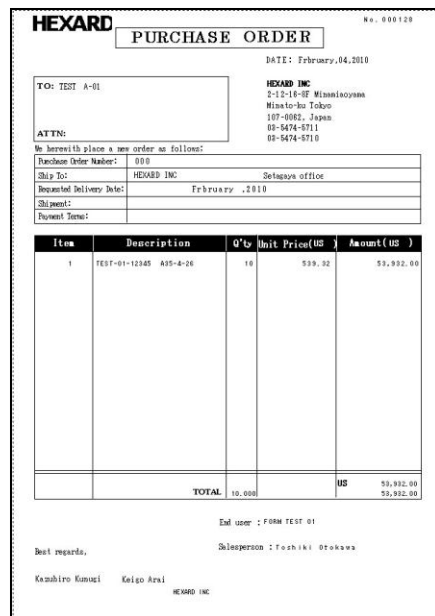 HEXARD
No. 000128
PURCHASE ORDER
DATE: Frbruary,04,2010
TO: TEST A-01
ATTN:
HEXARD INC
2-12-16-8F Minamiaoyama
Minato-ku Tokyo
107-0062, Japan
03-5474-5711
03-5474-5710
We herewith place a new order as follows:
Puechase Order Number: 000
Ship To: HEXARD INC Setagaya office
Requested Delivery Date: Frbruary ,2010
Shipment:
Payment Terms:
Item Description Q'ty Unit Price(US ) Amount(US )
1 TEST-01-12345 A35-4-26 10 539.32 53,932.00
US 53,932.00
TOTAL 10.000 53,932.00
End user : FORM TEST 01
Best regards,
Salesperson : Toshiki Otokawa
Kazuhiro Kumugi Keigo Arai
HEXARD INC